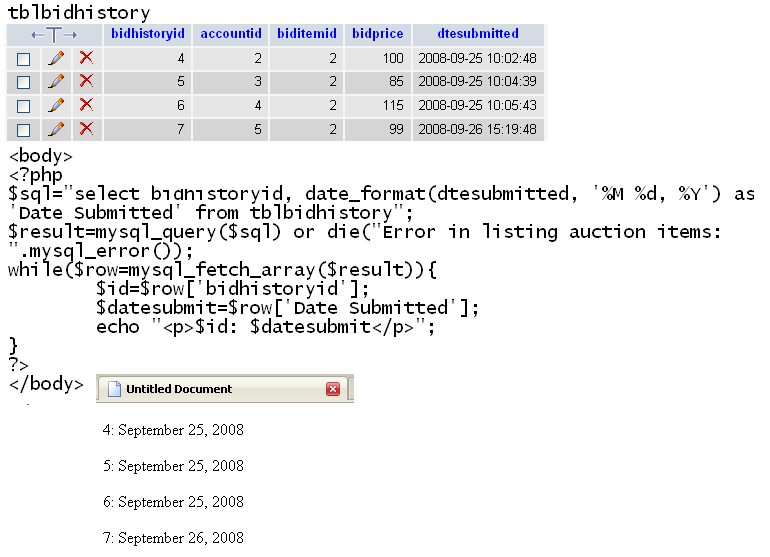 tblbidhistory
←T→ bidhistoryid accountid biditemid bidprice dtesubmitted
4 2 2 100 2008-09-25 10:02:48
5 3 2 85 2008-09-25 10:04:39
6 4 2 115 2008-09-25 10:05:43
7 5 2 99 2008-09-26 15:19:48
<body>
<?php
$sql="select bidhistoryid, date_format(dtesubmitted, '%M %d, %Y') as
'Date Submitted' from tblbidhistory";
$result=mysql_query($sql) or die("Error in listing auction items:
".mysql_error());
while($row=mysql_fetch_array($result)){
$id=$row['bidhistoryid'];
$datesubmit=$row['Date Submitted'];
echo "<p>$id: $datesubmit</p>";
}
?>
</body>
Untitled Document
4: September 25, 2008
5: September 25, 2008
6: September 25, 2008
7: September 26, 2008